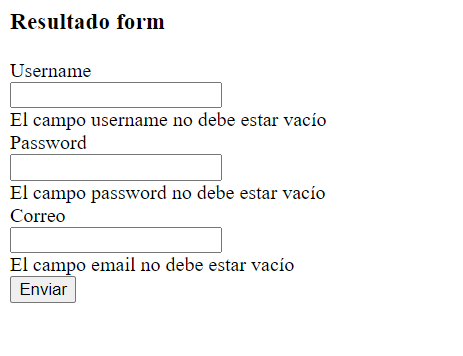 Resultado form
Username
El campo username no debe estar vacío
Password
El campo password no debe estar vacío
Correo
El campo email no debe estar vacío
Enviar